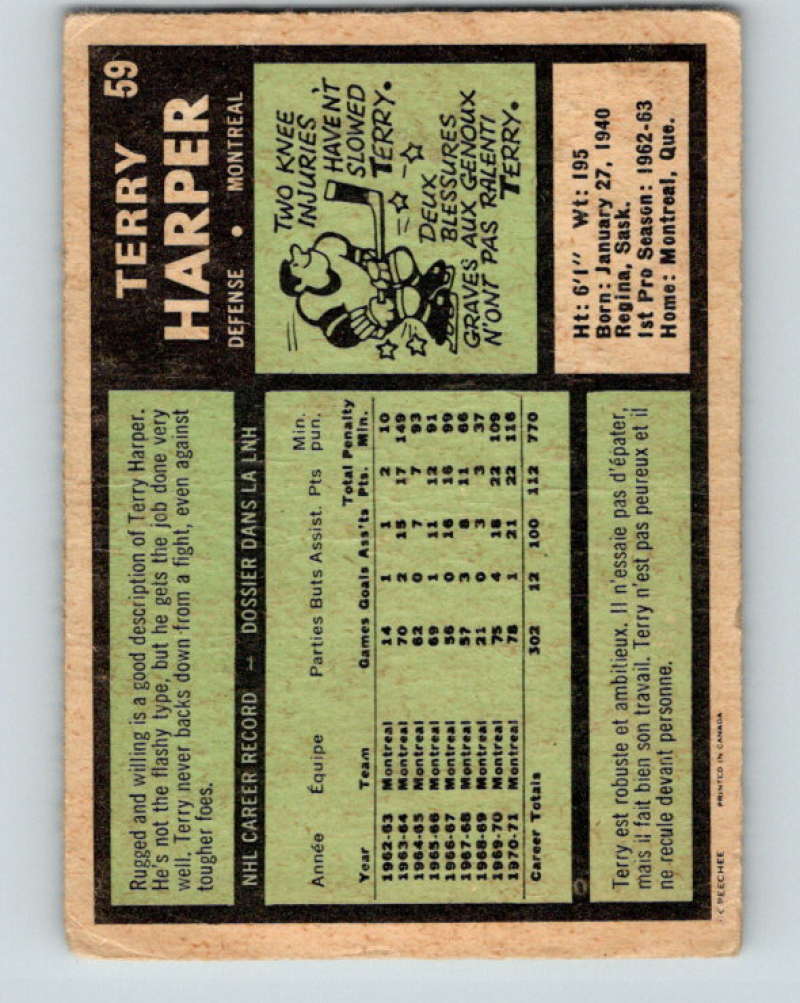 59
TERRY
HARPER
DEFENSE • MONTREAL
Rugged and willing is a good description of Terry Harper.
He's not the flashy type, but he gets the job done very
well. Terry never backs down from a fight, even against
tougher foes.
TWO KNEE
INJURIES
HAVEN'T
SLOWED
TERRY.
DEUX
BLESSURES
GRAVES AUX GENOUX
N'ONT PAS RALENTI
TERRY.
Ht: 6'1" Wt: 195
Born: January 27, 1940
Regina, Sask.
1st Pro Season: 1962-63
Home: Montreal, Que.
NHL CAREER RECORD — DOSSIER DANS LA LNH
Année Équipe Parties Buts Assist. Pts Min. pun.
Year Team Games Goals Ass'ts Total Pts. Penalty Min.
1962-63 Montreal 14 1 1 2 10
1963-64 Montreal 70 2 15 17 149
1964-65 Montreal 62 0 7 7 93
1965-66 Montreal 69 1 11 12 91
1966-67 Montreal 56 0 16 16 99
1967-68 Montreal 57 3 8 11 66
1968-69 Montreal 21 0 3 3 37
1969-70 Montreal 75 4 18 22 109
1970-71 Montreal 78 1 21 22 116
Career Totals 502 12 100 112 770
Terry est robuste et ambitieux. Il n'essaie pas d'épater,
mais il fait bien son travail. Terry n'est pas peureux et il
ne recule devant personne.
O PEECHEE PRINTED IN CANADA